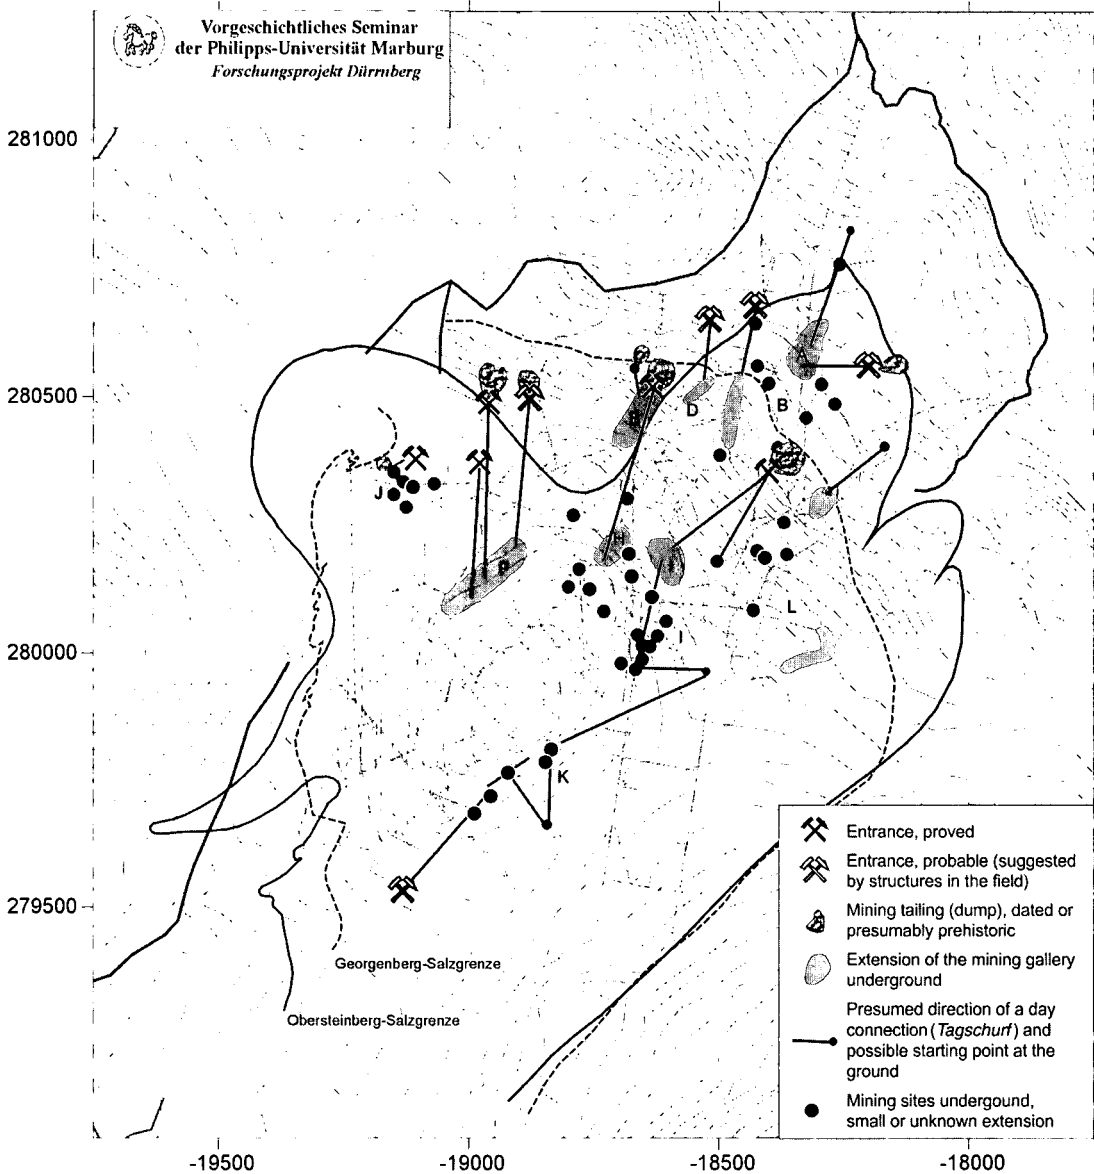 Vorgeschichtliches Seminar
der Philipps-Universität Marburg
Forschungsprojekt Dürrnberg
281000
280500
280000
279500
-19500
-19000
-18500
-18000
A
B
D
H
J
I
L
K
Georgenberg-Salzgrenze
Obersteinberg-Salzgrenze
Entrance, proved
Entrance, probable (suggested
by structures in the field)
Mining tailing (dump), dated or
presumably prehistoric
Extension of the mining gallery
underground
Presumed direction of a day
connection (Tagschurf) and
possible starting point at the
ground
Mining sites undergound,
small or unknown extension